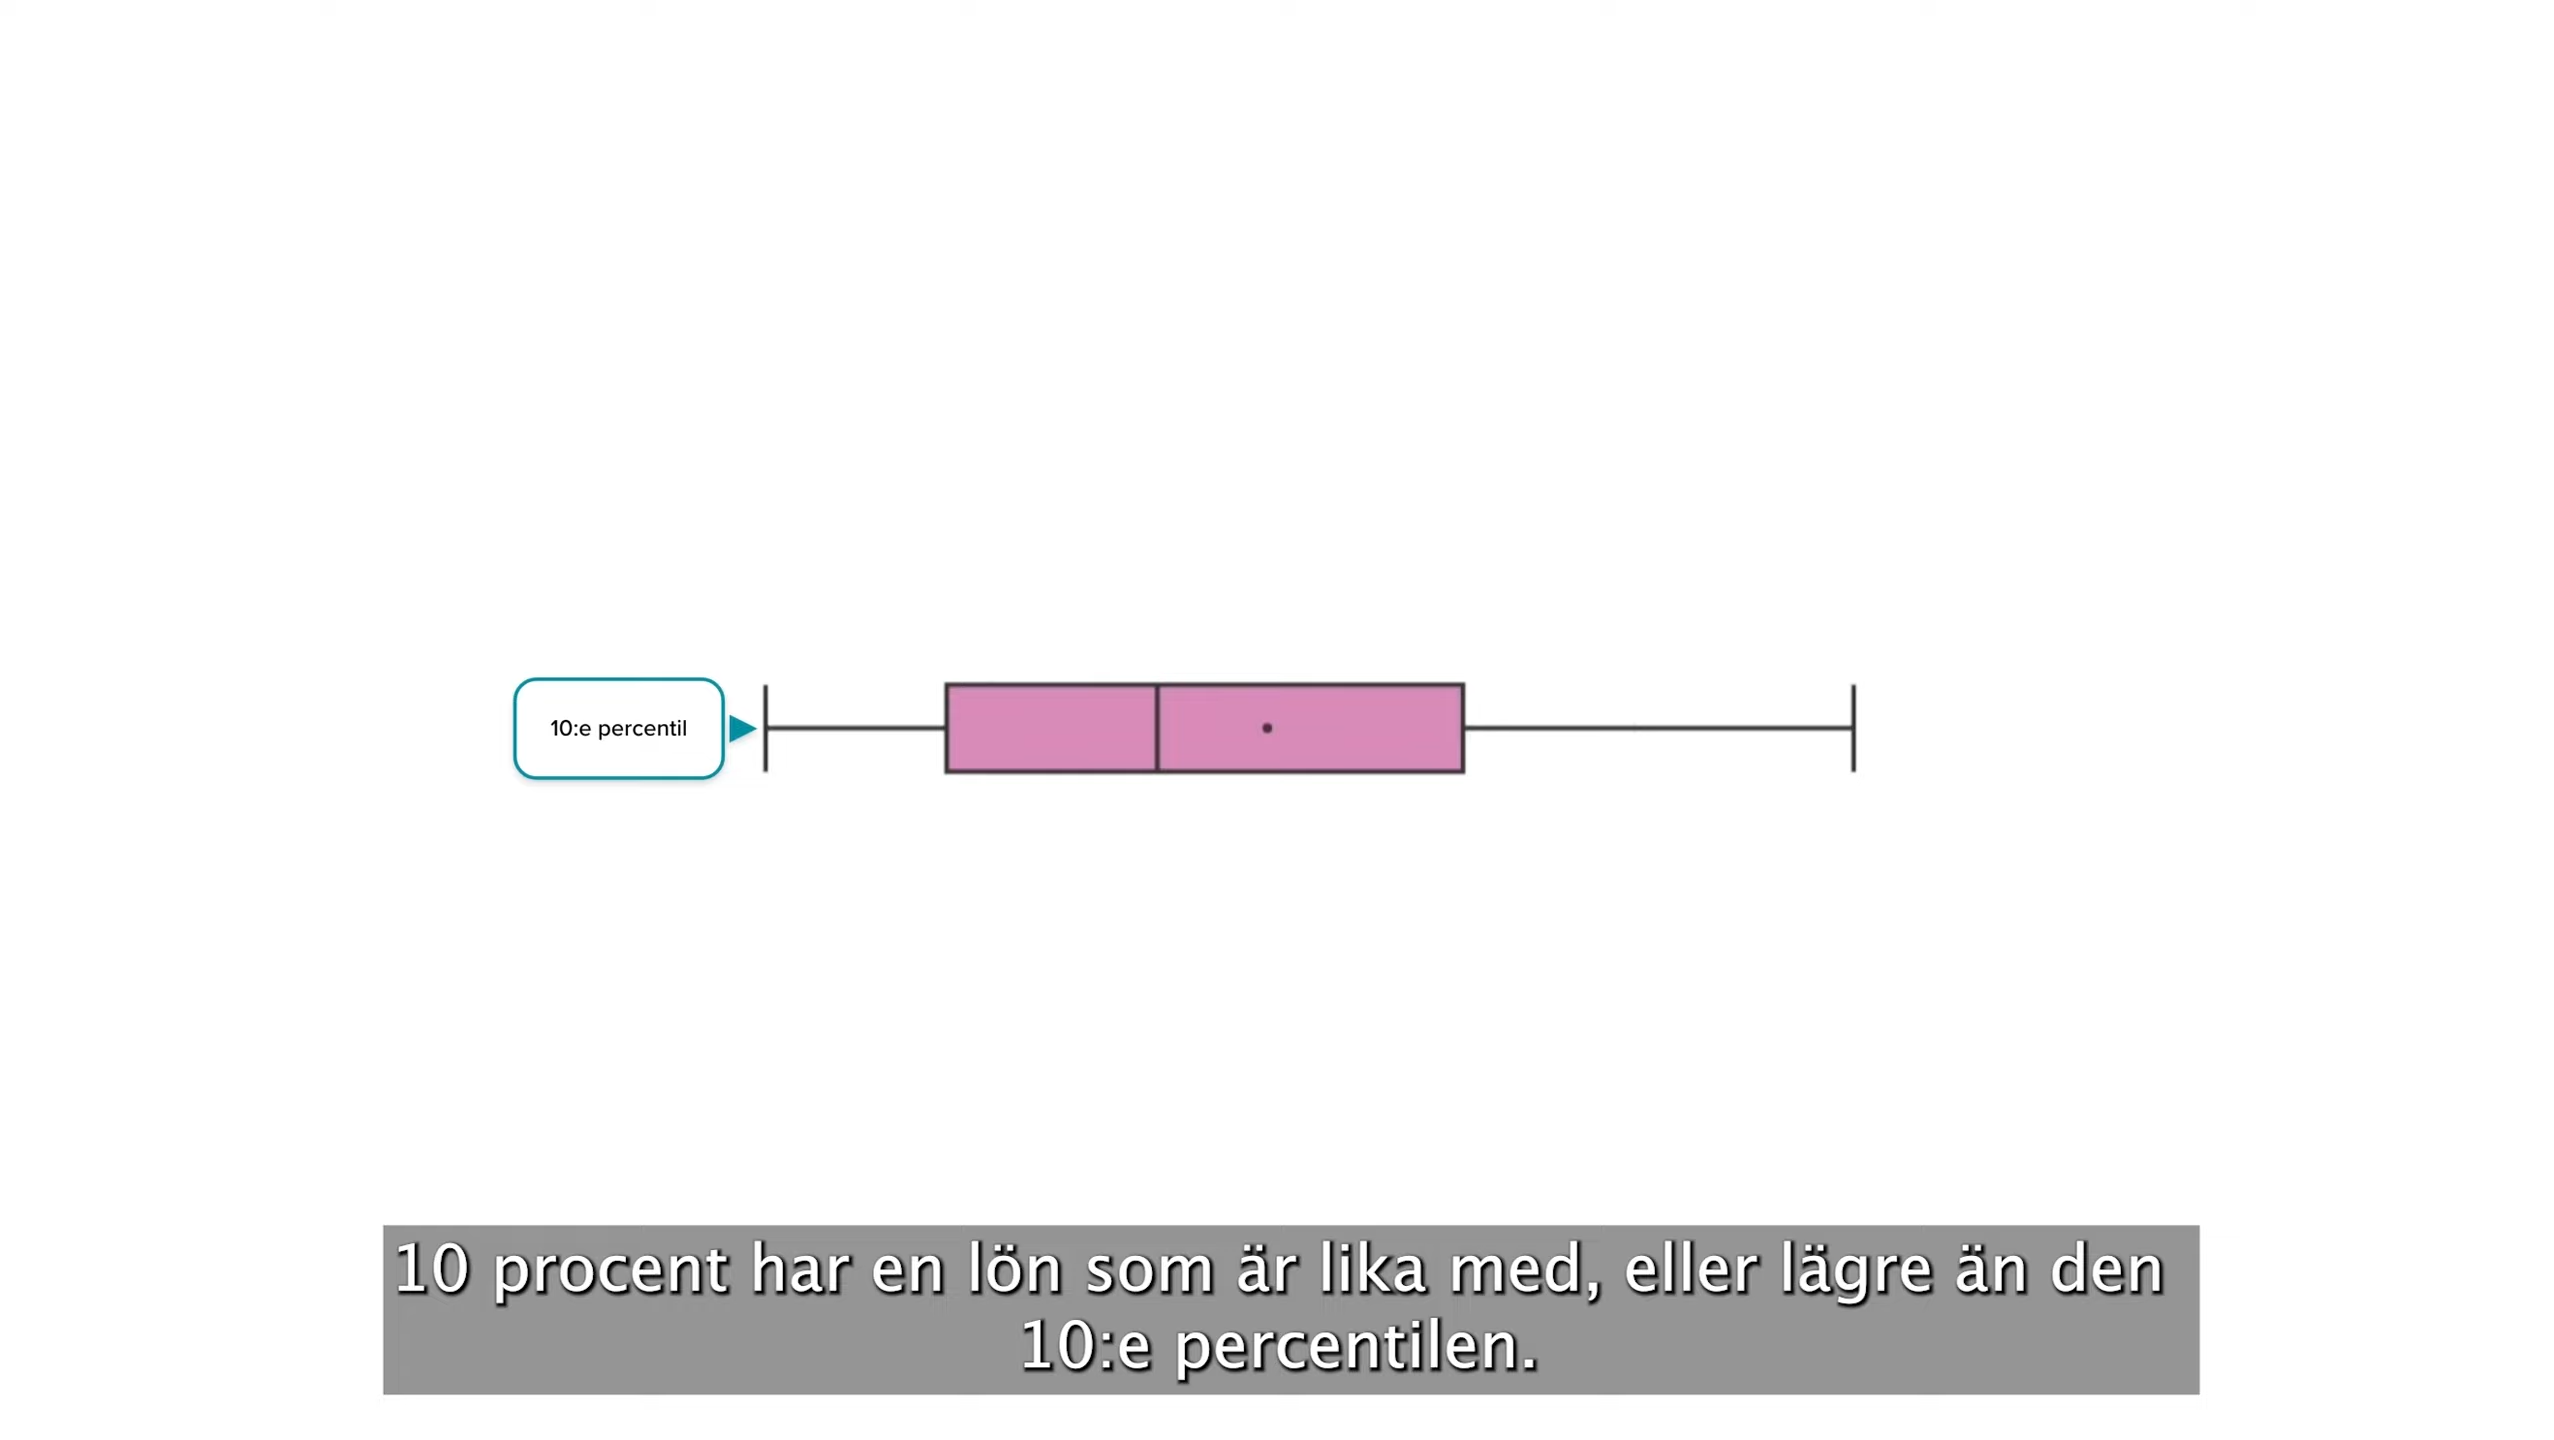 10:e percentil
10 procent har en lön som är lika med, eller lägre än den
10:e percentilen.